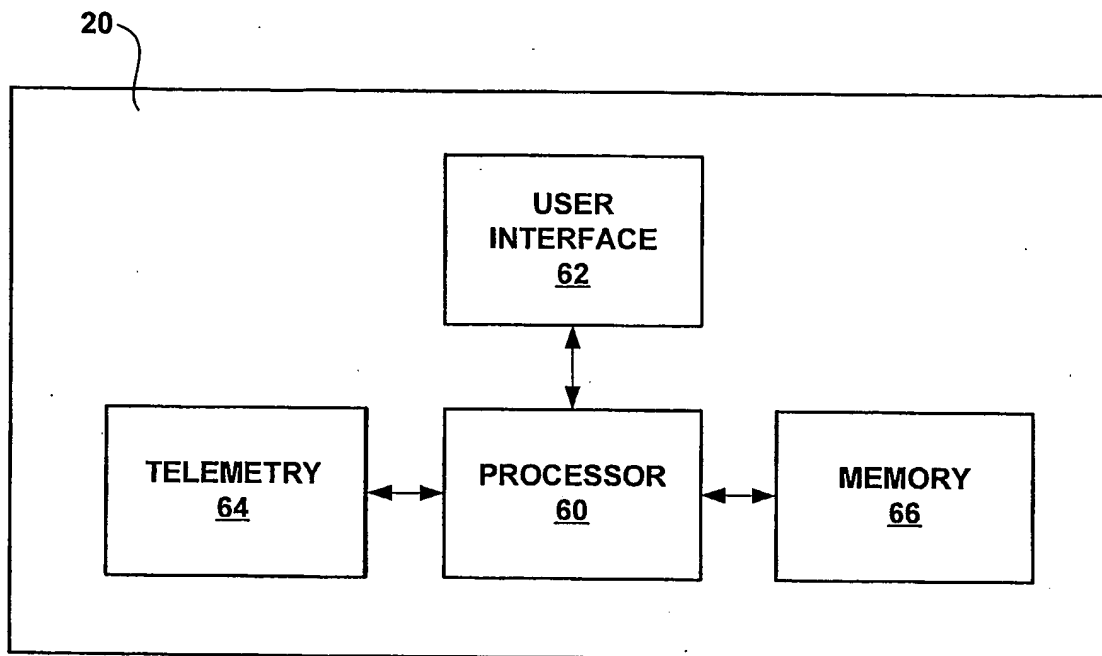 20
USER
INTERFACE
62
TELEMETRY
64
PROCESSOR
60
MEMORY
66